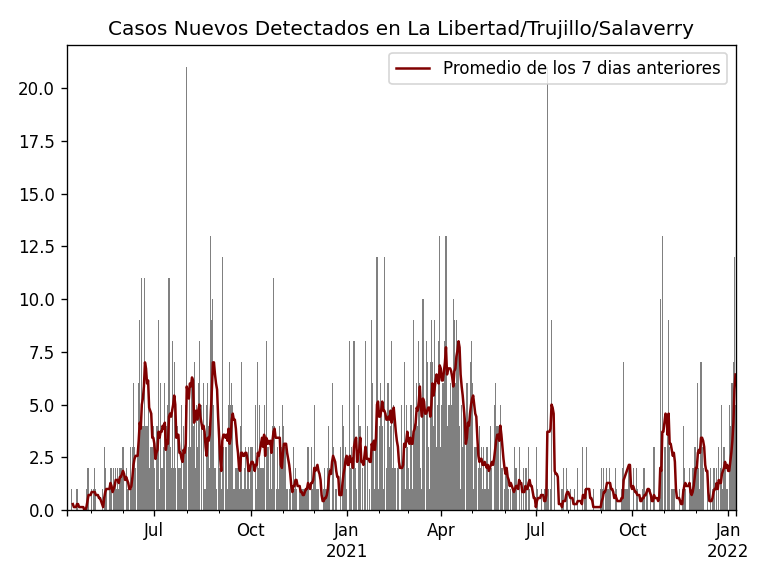 Casos Nuevos Detectados en La Libertad/Trujillo/Salaverry
Promedio de los 7 dias anteriores
20.0
17.5
15.0
12.5
10.0
7.5
5.0
2.5
0.0
Jul
Oct
Jan
2021
Apr
Jul
Oct
Jan
2022